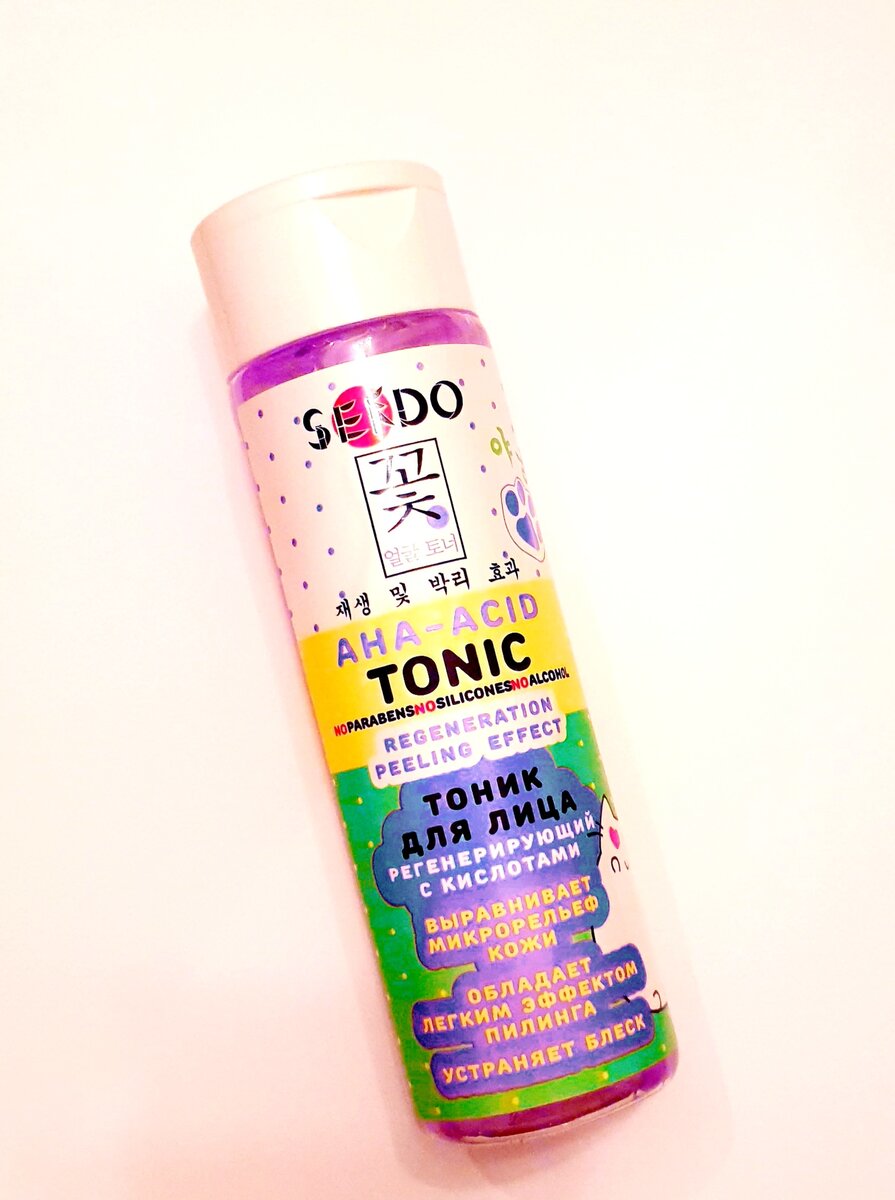 SENDO
꽃
얼굴 토너
야
재생 및 박리 효과
AHA-ACID
TONIC
NOPARABENSNOSILICONESNOALCOHOL
REGENERATION
PEELING EFFECT
ТОНИК
ДЛЯ ЛИЦА
РЕГЕНЕРИРУЮЩИЙ
С КИСЛОТАМИ
ВЫРАВНИВАЕТ
МИКРОРЕЛЬЕФ
КОЖИ
ОБЛАДАЕТ
ЛЕГКИМ ЭФФЕКТОМ
ПИЛИНГА
УСТРАНЯЕТ БЛЕСК